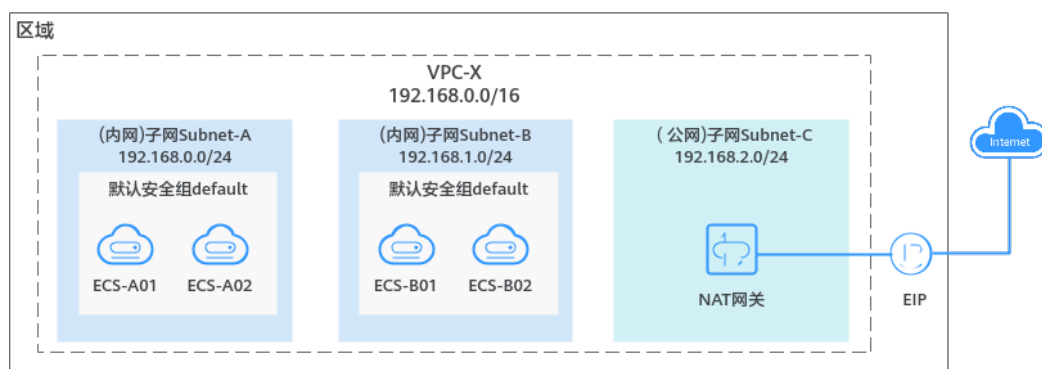 区域
VPC-X
192.168.0.0/16
(内网)子网Subnet-A
192.168.0.0/24
默认安全组default
ECS-A01
ECS-A02
(内网)子网Subnet-B
192.168.1.0/24
默认安全组default
ECS-B01
ECS-B02
( 公网)子网Subnet-C
192.168.2.0/24
NAT网关
EIP
Internet